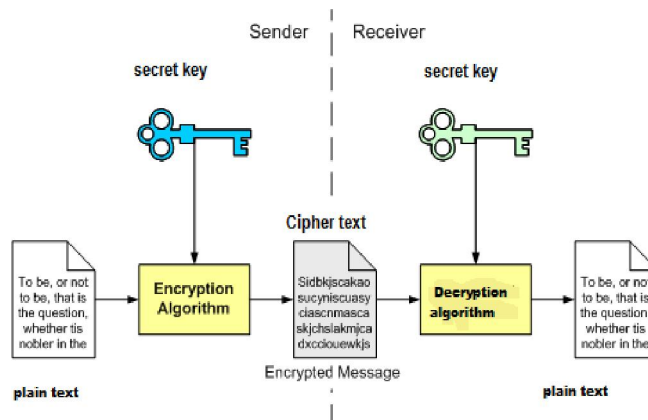 Sender
Receiver
secret key
secret key
Cipher text
To be, or not
to be, that is
the question,
whether tis
nobler in the
Encryption
Algorithm
Sidbkjscakao
sucyniscuasy
ciascnmasca
skjchslakmjca
dxcciouewkjs
Decryption
algorithm
To be, or not
to be, that is
the question,
whether tis
nobler in the
Encrypted Message
plain text
plain text